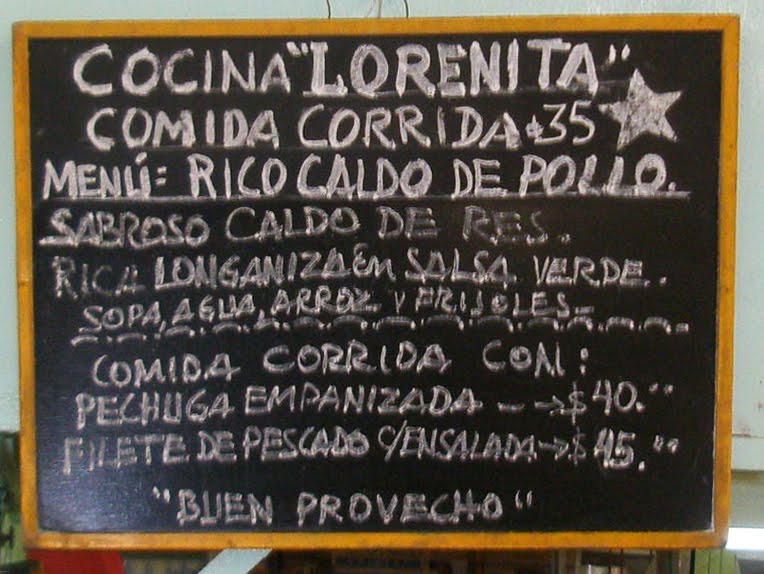 COCINA "LORENITA"
COMIDA CORRIDA $35
MENÚ: RICO CALDO DE POLLO.
SABROSO CALDO DE RES.
RICA LONGANIZA En SALSA VERDE.
SOPA, AGUA, ARROZ Y FRIJOLES-
COMIDA CORRIDA CON:
PECHUGA EMPANIZADA - → $ 40."
FILETE DE PESCADO C/ENSALADA → $ 45."
"BUEN PROVECHO"